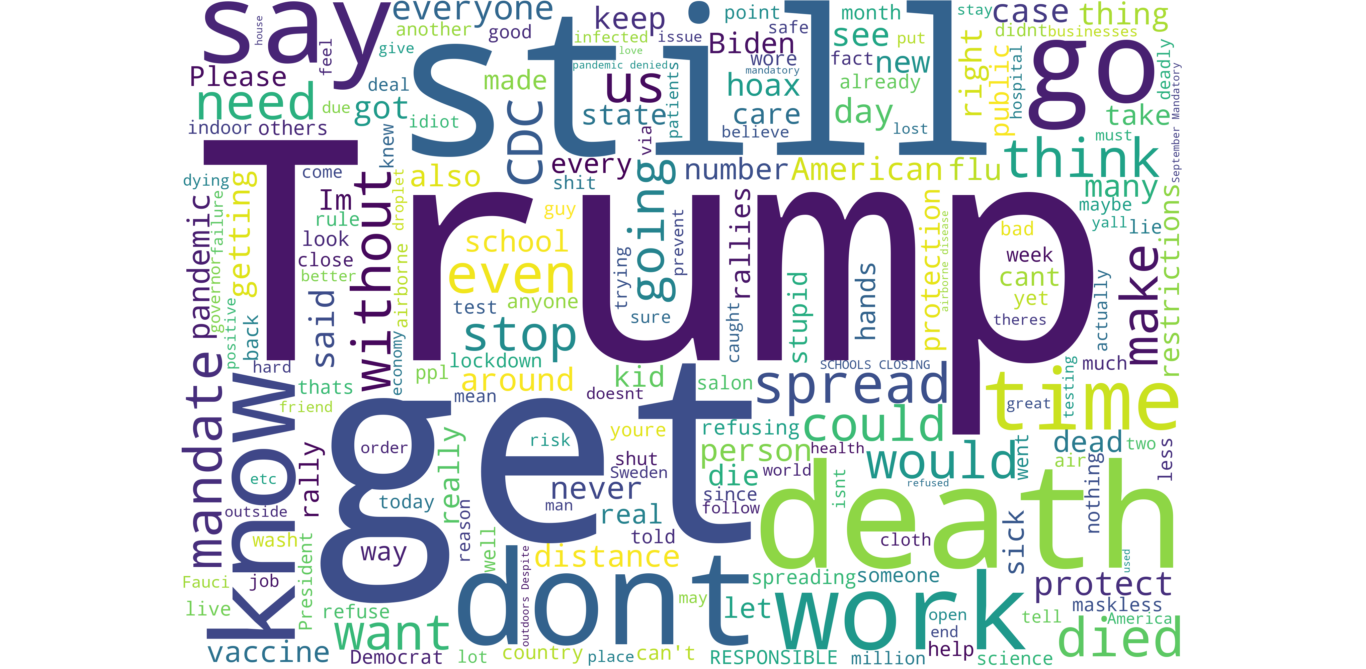 say
still
go
Trump
get
death
dont
work
know
everyone
another
good
keep
infected
issue
love
point
month
stay
case
thing
house
feel
give
pandemic denied
Biden
safe
wore
mandatory
see
put
didnt
businesses
fact
new
right
public
hospital
deadly
September Mandatory
Please
need
deal
due
got
made
us
hoax
already
idiot
CDC
state
patients
care
day
take
indoor
others
knew
via
believe
lost
must
every
number
American
flu
think
many
dying
come
without
also
shit
going
rallies
maybe
yall
lie
pandemic
getting
failure
governor
Im
rule
look
close
better
airborne droplet
school
guy
trying
prevent
protection
airborne disease
bad
week
cant
yet
theres
restrictions
even
test
anyone
sure
caught
stupid
hands
make
actually
positive
back
said
economy
stop
lockdown
hard
thats
friend
ppl
around
mean
kid
doesnt
salon
SCHOOLS CLOSING
spread
much
testing
time
great
mandate
rally
order
really
risk
youre
refusing
could
person
health
would
went
dead
two
air
less
etc
outside
today
reason
never
shut
Sweden
man
since
follow
die
world
isnt
refused
nothing
real
told
wash
way
well
distance
cloth
sick
used
Fauci
job
President
live
refuse
outdoors Despite
may
spreading
someone
let
protect
maskless
America
want
open
end
help
tell
died
vaccine
Democrat
lot
country
place
can't
RESPONSIBLE
million
science